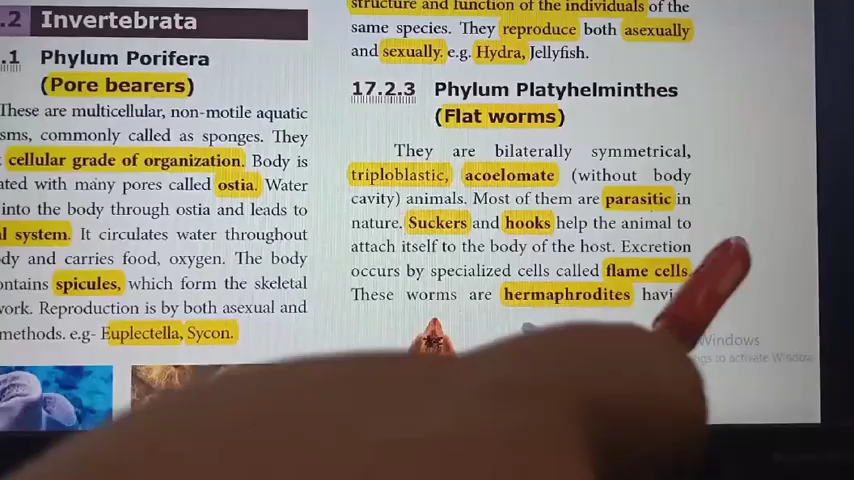 .2 Invertebrata
.1 Phylum Porifera
(Pore bearers)
These are multicellular, non-motile aquatic
sms, commonly called as sponges. They
cellular grade of organization. Body is
ated with many pores called ostia. Water
into the body through ostia and leads to
l system. It circulates water throughout
dy and carries food, oxygen. The body
ontains spicules, which form the skeletal
work. Reproduction is by both asexual and
methods. e.g- Euplectella, Sycon.
structure and function of the individuals of the
same species. They reproduce both asexually
and sexually. e.g. Hydra, Jellyfish.
17.2.3 Phylum Platyhelminthes
(Flat worms)
They are bilaterally symmetrical,
triploblastic, acoelomate (without body
cavity) animals. Most of them are parasitic in
nature. Suckers and hooks help the animal to
attach itself to the body of the host. Excretion
occurs by specialized cells called flame cells.
These worms are hermaphrodites havi
Windows
ngs to activate Window